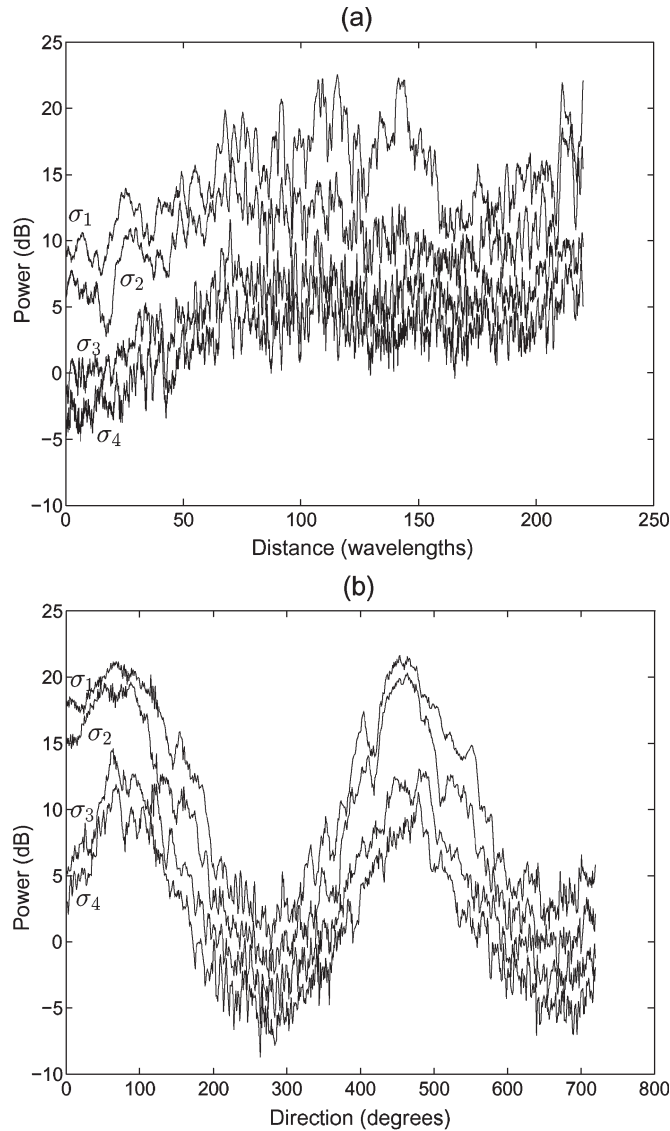 (a)
25
20
15
10
5
0
−5
−10
Power (dB)
σ1
σ2
σ3
σ4
0 50 100 150 200 250
Distance (wavelengths)
(b)
25
20
15
10
5
0
−5
−10
Power (dB)
σ1
σ2
σ3
σ4
0 100 200 300 400 500 600 700 800
Direction (degrees)